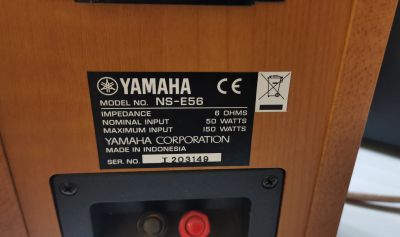 YAMAHA CE
MODEL NO. NS-E56
IMPEDANCE 6 OHMS
NOMINAL INPUT 50 WATTS
MAXIMUM INPUT 150 WATTS
YAMAHA CORPORATION
MADE IN INDONESIA
SER. NO. I 203149